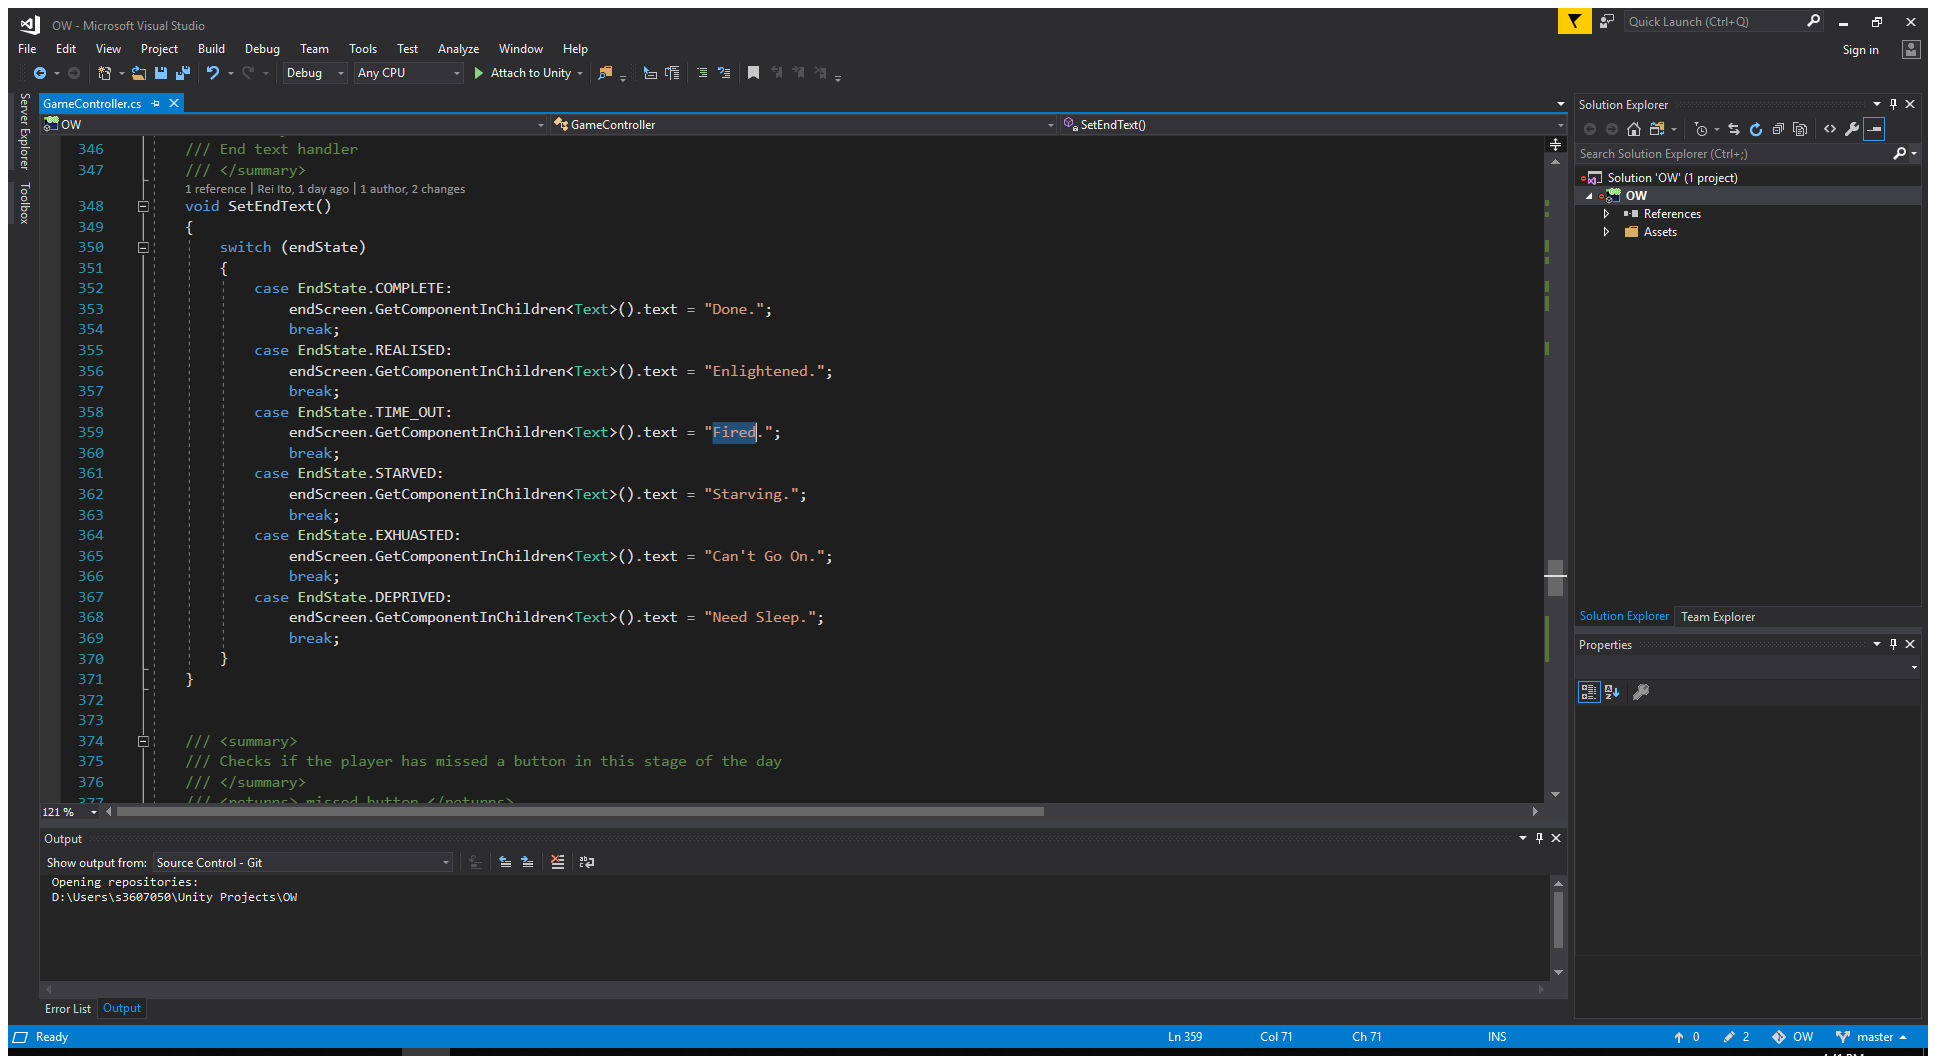 OW - Microsoft Visual Studio
Quick Launch (Ctrl+Q)
File Edit View Project Build Debug Team Tools Test Analyze Window Help
Sign in
Debug Any CPU Attach to Unity
Server Explorer
Toolbox
GameController.cs
OW GameController SetEndText()
346 /// End text handler
347 /// </summary>
1 reference | Rei Ito, 1 day ago | 1 author, 2 changes
348 void SetEndText()
349 {
350 switch (endState)
351 {
352 case EndState.COMPLETE:
353 endScreen.GetComponentInChildren<Text>().text = "Done.";
354 break;
355 case EndState.REALISED:
356 endScreen.GetComponentInChildren<Text>().text = "Enlightened.";
357 break;
358 case EndState.TIME_OUT:
359 endScreen.GetComponentInChildren<Text>().text = "Fired.";
360 break;
361 case EndState.STARVED:
362 endScreen.GetComponentInChildren<Text>().text = "Starving.";
363 break;
364 case EndState.EXHUASTED:
365 endScreen.GetComponentInChildren<Text>().text = "Can't Go On.";
366 break;
367 case EndState.DEPRIVED:
368 endScreen.GetComponentInChildren<Text>().text = "Need Sleep.";
369 break;
370 }
371 }
372
373
374 /// <summary>
375 /// Checks if the player has missed a button in this stage of the day
376 /// </summary>
377 /// <returns> missed button </returns>
121 %
Output
Show output from: Source Control - Git
Opening repositories:
D:\Users\s3607050\Unity Projects\OW
Error List Output
Solution Explorer
Search Solution Explorer (Ctrl+;)
Solution 'OW' (1 project)
OW
References
Assets
Solution Explorer Team Explorer
Properties
Ready Ln 359 Col 71 Ch 71 INS 0 2 OW master